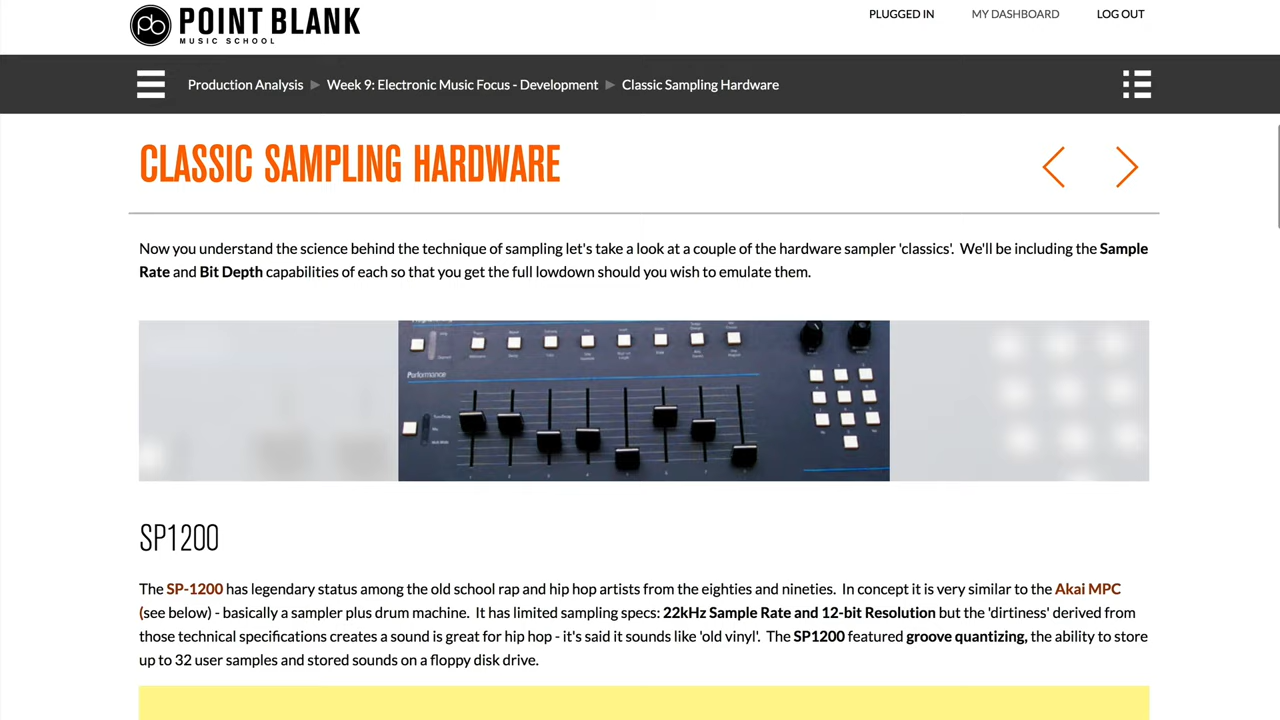 POINT BLANK
MUSIC SCHOOL
PLUGGED IN
MY DASHBOARD
LOG OUT
Production Analysis
Week 9: Electronic Music Focus - Development
Classic Sampling Hardware
CLASSIC SAMPLING HARDWARE
Now you understand the science behind the technique of sampling let's take a look at a couple of the hardware sampler 'classics'.  We'll be including the Sample
Rate and Bit Depth capabilities of each so that you get the full lowdown should you wish to emulate them.
Performance
SP1200
The SP-1200 has legendary status among the old school rap and hip hop artists from the eighties and nineties.  In concept it is very similar to the Akai MPC
(see below) - basically a sampler plus drum machine.  It has limited sampling specs: 22kHz Sample Rate and 12-bit Resolution but the 'dirtiness' derived from
those technical specifications creates a sound is great for hip hop - it's said it sounds like 'old vinyl'.  The SP1200 featured groove quantizing, the ability to store
up to 32 user samples and stored sounds on a floppy disk drive.